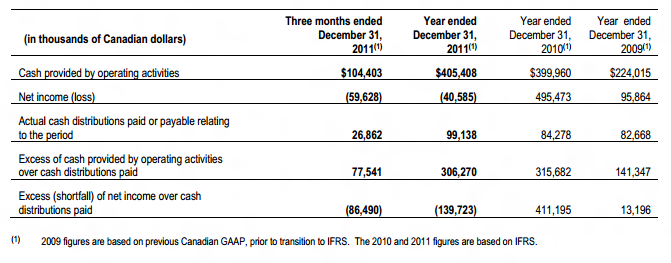 Three months ended Year ended Year ended Year ended
December 31, December 31, December 31, December 31,
(in thousands of Canadian dollars) 2011(1) 2011(1) 2010(1) 2009(1)
Cash provided by operating activities $104,403 $405,408 $399,960 $224,015
Net income (loss) (59,628) (40,585) 495,473 95,864
Actual cash distributions paid or payable relating
to the period 26,862 99,138 84,278 82,668
Excess of cash provided by operating activities
over cash distributions paid 77,541 306,270 315,682 141,347
Excess (shortfall) of net income over cash
distributions paid (86,490) (139,723) 411,195 13,196
(1) 2009 figures are based on previous Canadian GAAP, prior to transition to IFRS. The 2010 and 2011 figures are based on IFRS.